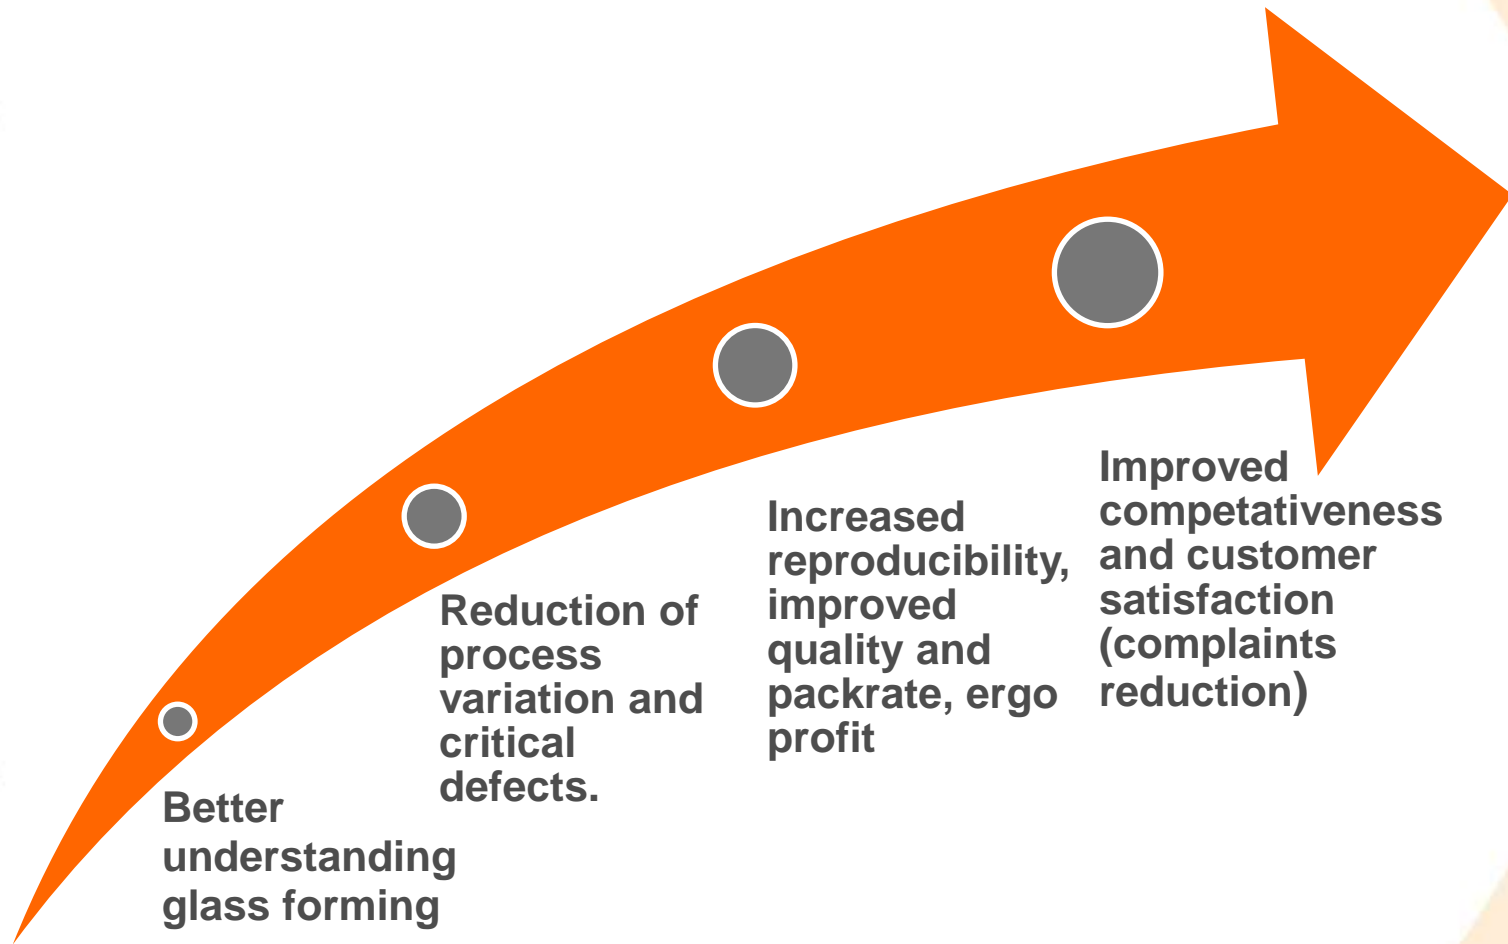 Better
understanding
glass forming
Reduction of
process
variation and
critical
defects.
Increased
reproducibility,
improved
quality and
packrate, ergo
profit
Improved
competativeness
and customer
satisfaction
(complaints
reduction)